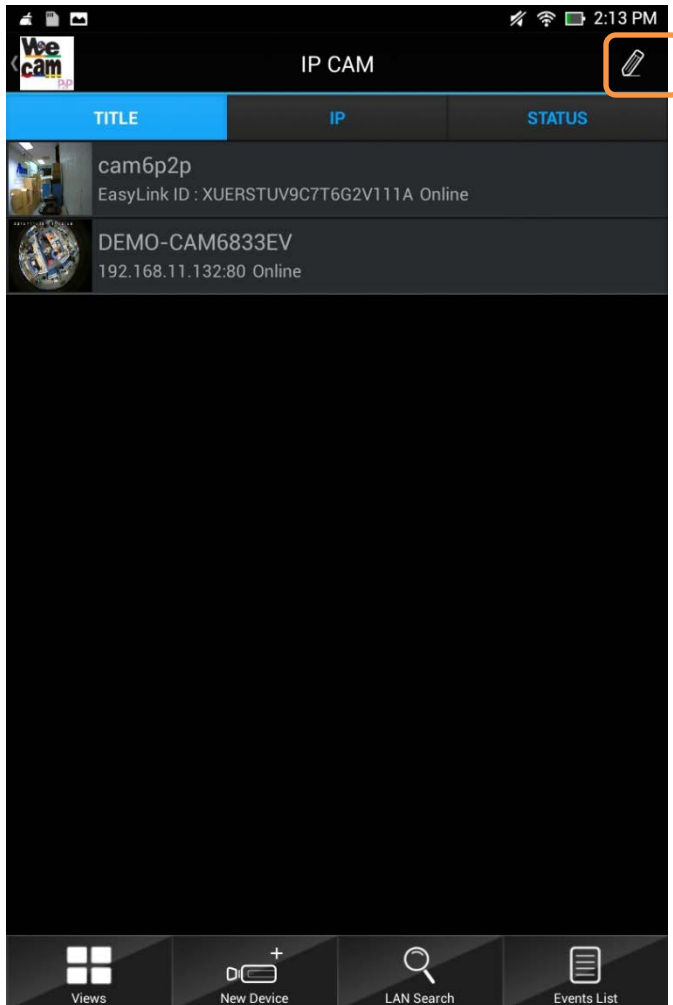 2:13 PM
Wee
cam
P2P
IP CAM
TITLE IP STATUS
cam6p2p
EasyLink ID : XUERSTUV9C7T6G2V111A Online
DEMO-CAM6833EV
192.168.11.132:80 Online
Views New Device LAN Search Events List